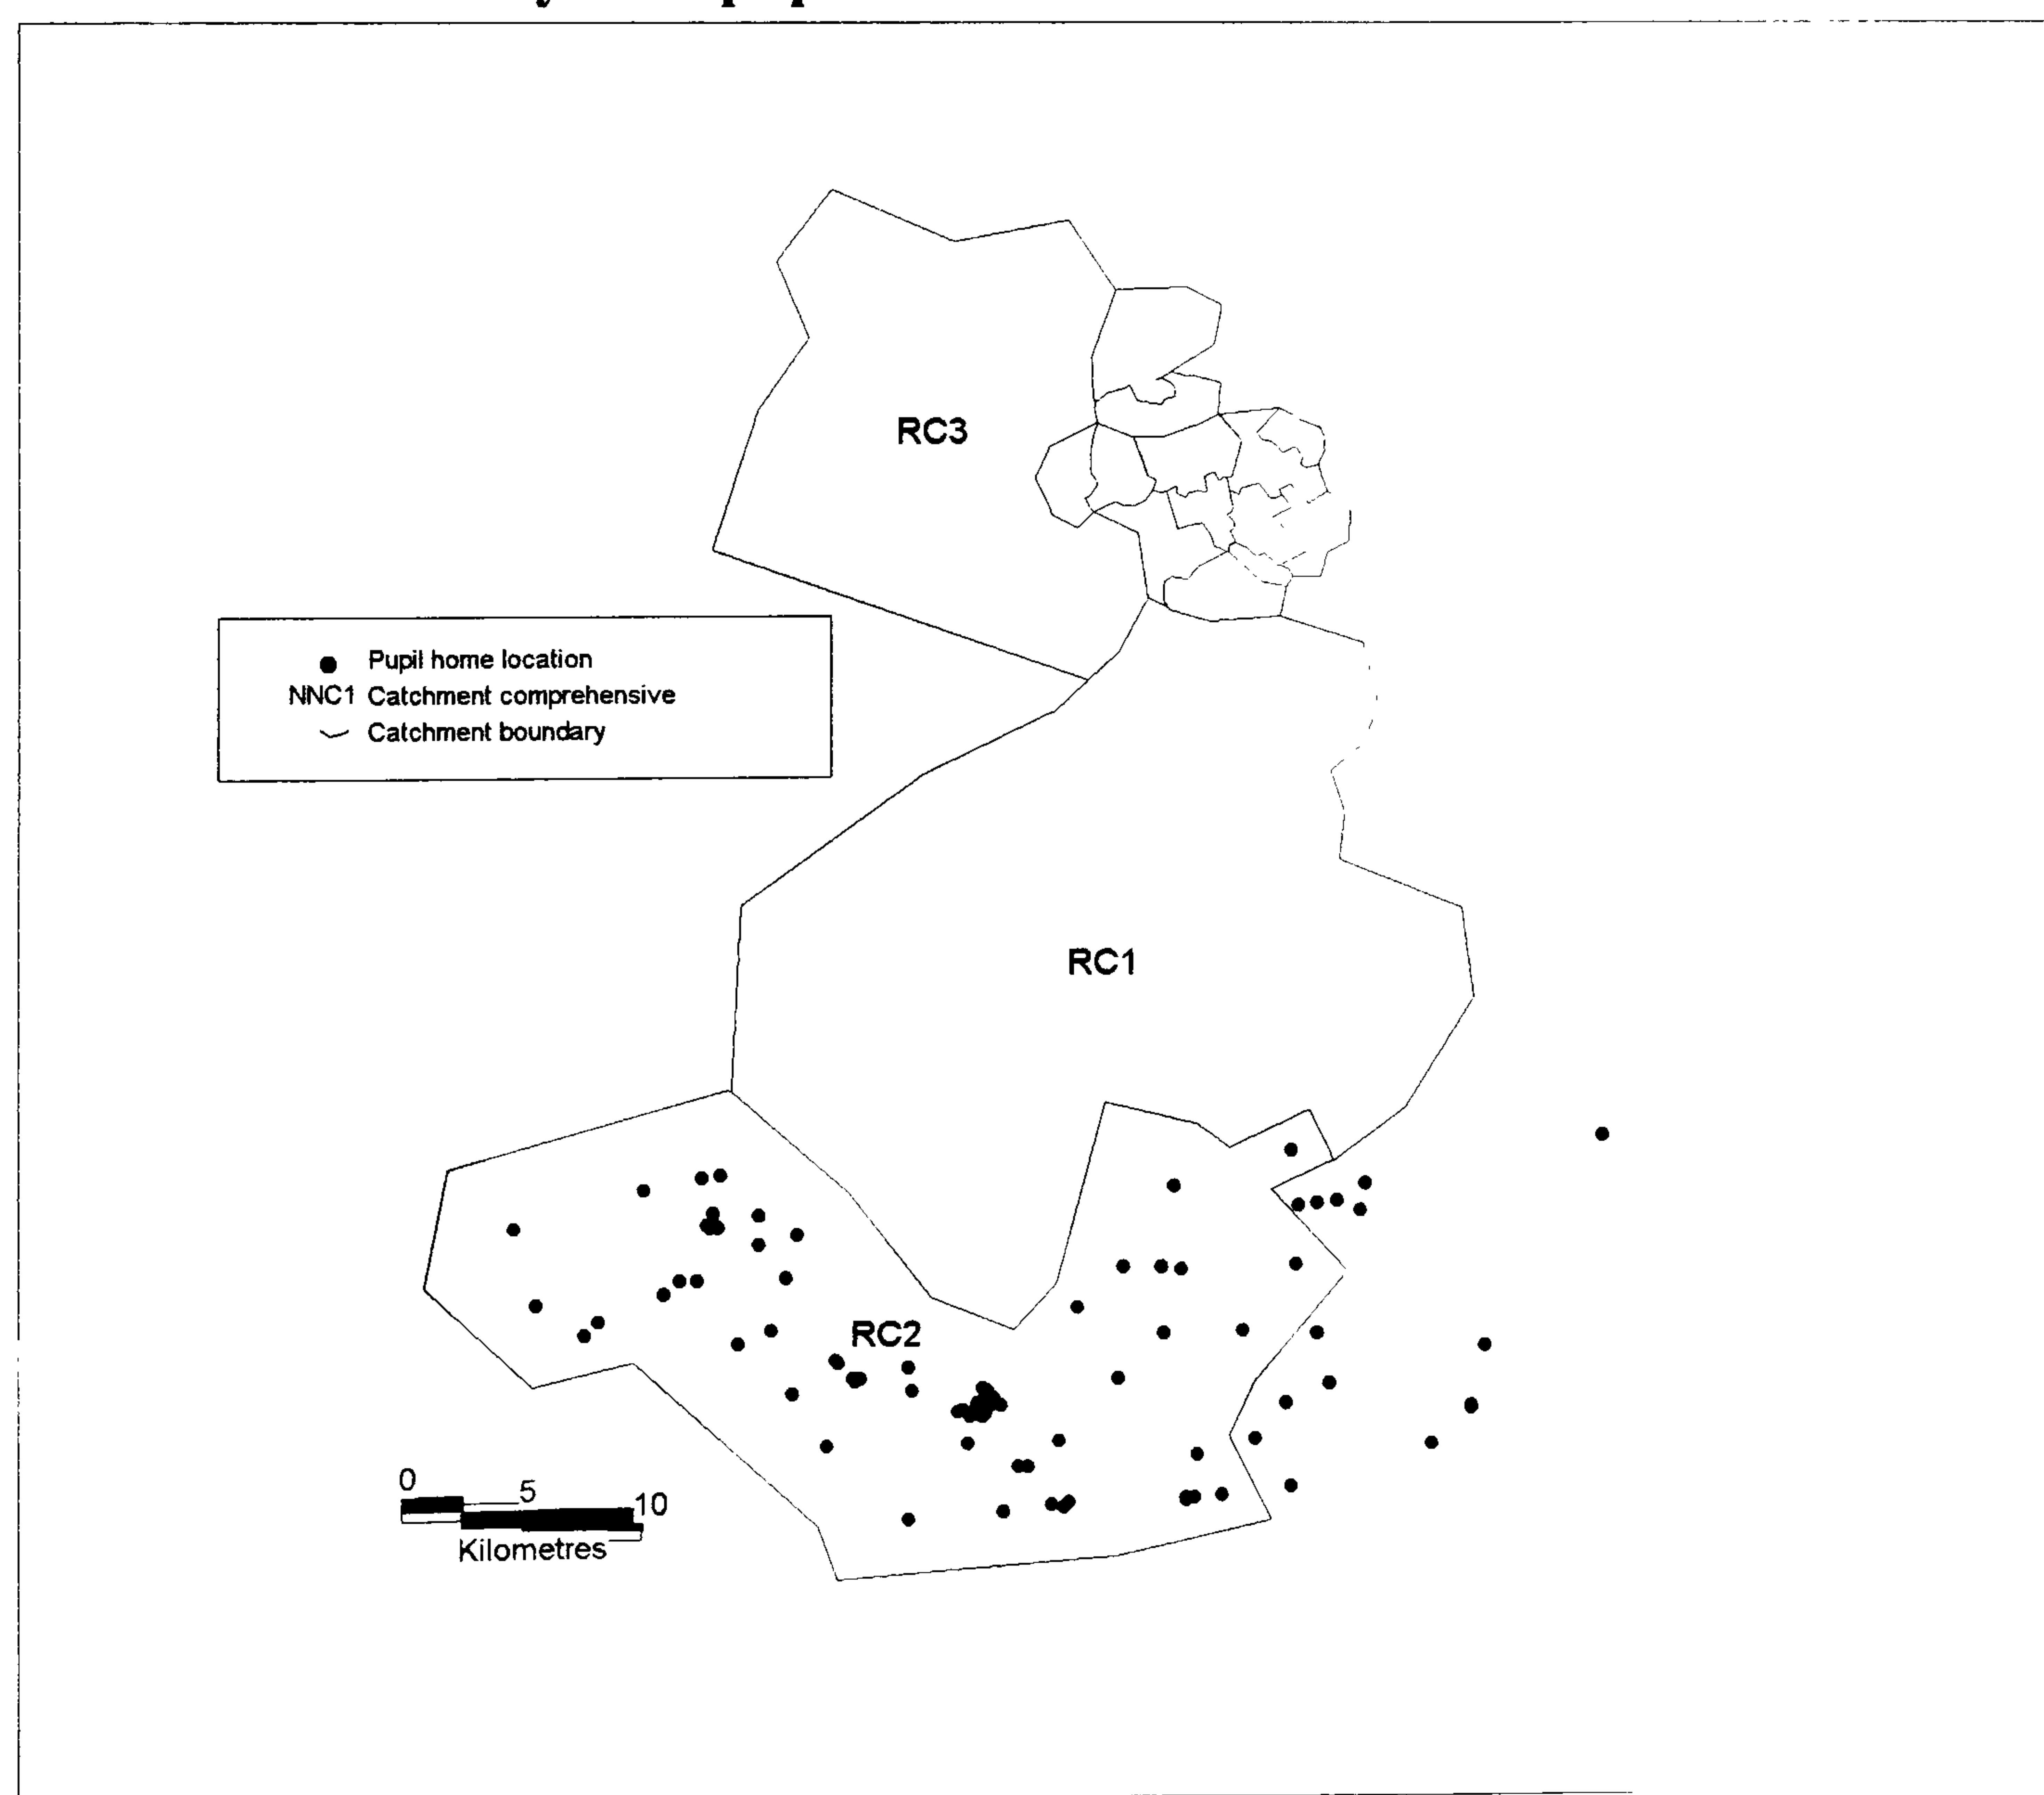 RC3
Pupil home location
NNC1 Catchment comprehensive
Catchment boundary
RC1
RC2
0 5 10
Kilometres